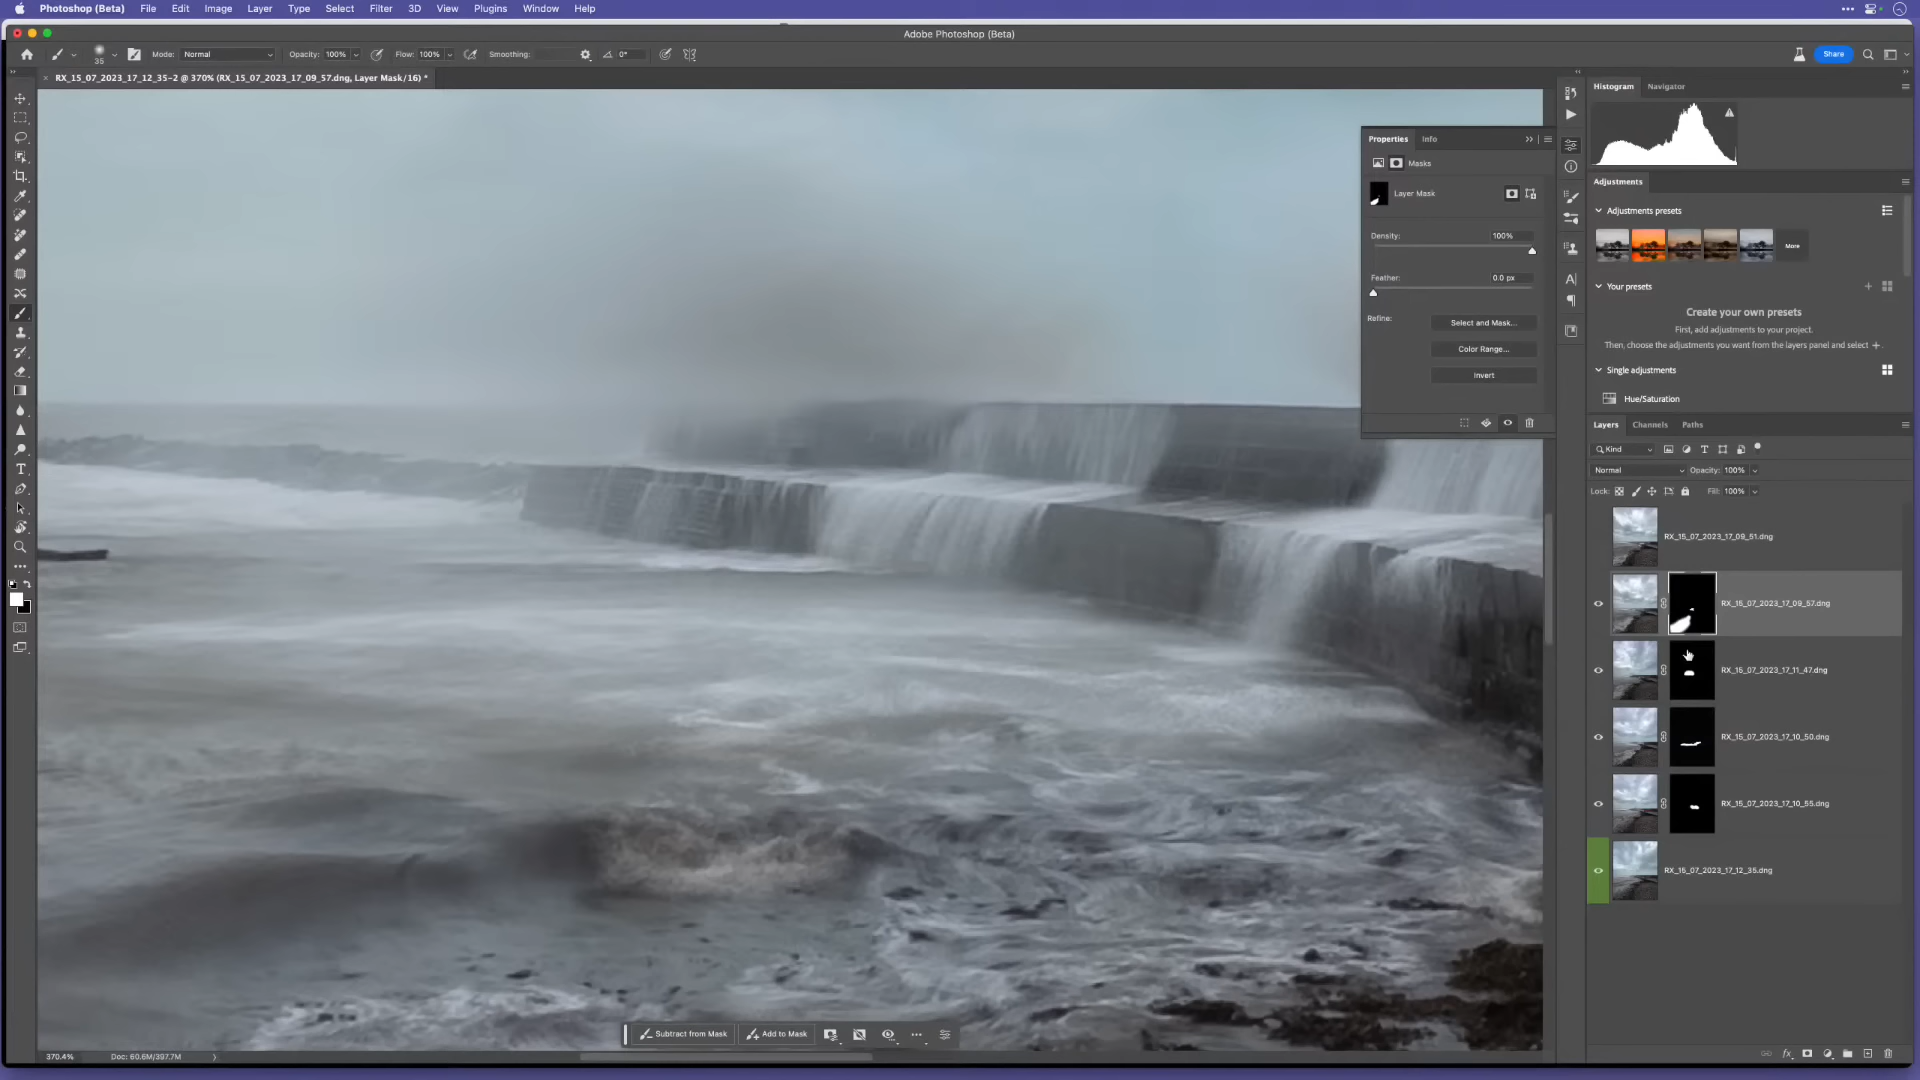 Photoshop (Beta) File Edit Image Layer Type Select Filter 3D View Plugins Window Help
Adobe Photoshop (Beta)
35 Mode: Normal Opacity: 100% Flow: 100% Smoothing: 0° Share
RX_15_07_2023_17_12_35-2 @ 370% (RX_15_07_2023_17_09_57.dng, Layer Mask/16) *
Histogram Navigator
Properties Info
Masks
Layer Mask
Density: 100%
Feather: 0.0 px
Refine: Select and Mask...
Color Range...
Invert
Adjustments
Adjustments presets
More
Your presets
Create your own presets
First, add adjustments to your project.
Then, choose the adjustments you want from the layers panel and select +.
Single adjustments
Hue/Saturation
Layers Channels Paths
Kind
Normal Opacity: 100%
Lock: Fill: 100%
RX_15_07_2023_17_09_51.dng
RX_15_07_2023_17_09_57.dng
RX_15_07_2023_17_11_47.dng
RX_15_07_2023_17_10_50.dng
RX_15_07_2023_17_10_55.dng
RX_15_07_2023_17_12_35.dng
Subtract from Mask Add to Mask
370.4% Doc: 60.6M/397.7M